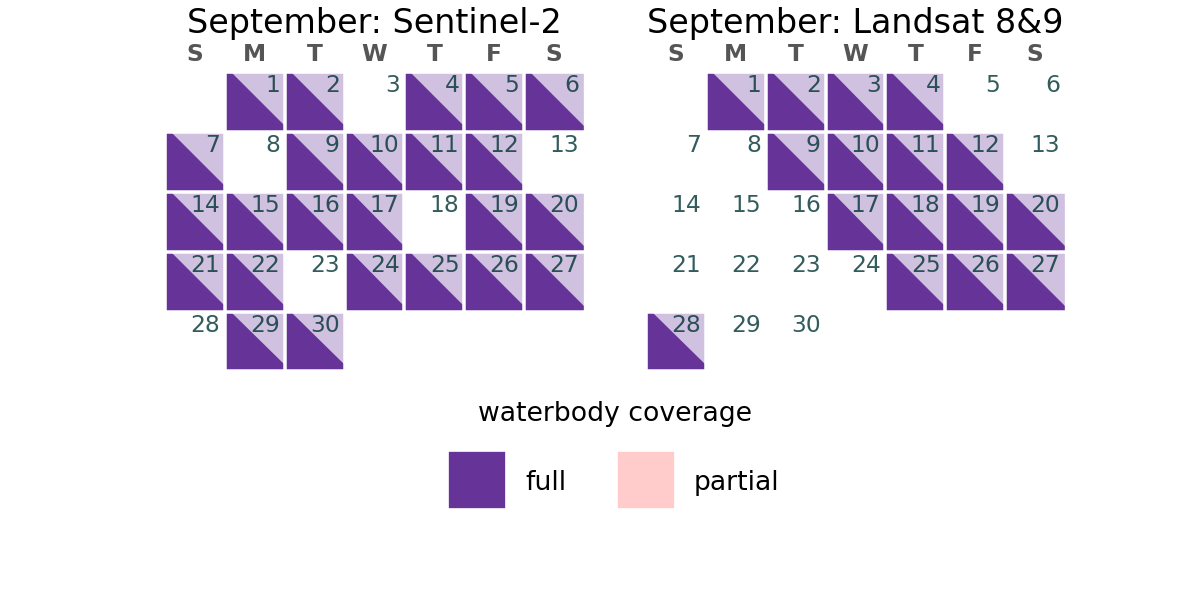 September: Sentinel-2
S M T W T F S
1 2 3 4 5 6
7 8 9 10 11 12 13
14 15 16 17 18 19 20
21 22 23 24 25 26 27
28 29 30
September: Landsat 8&9
S M T W T F S
1 2 3 4 5 6
7 8 9 10 11 12 13
14 15 16 17 18 19 20
21 22 23 24 25 26 27
28 29 30
waterbody coverage
full partial